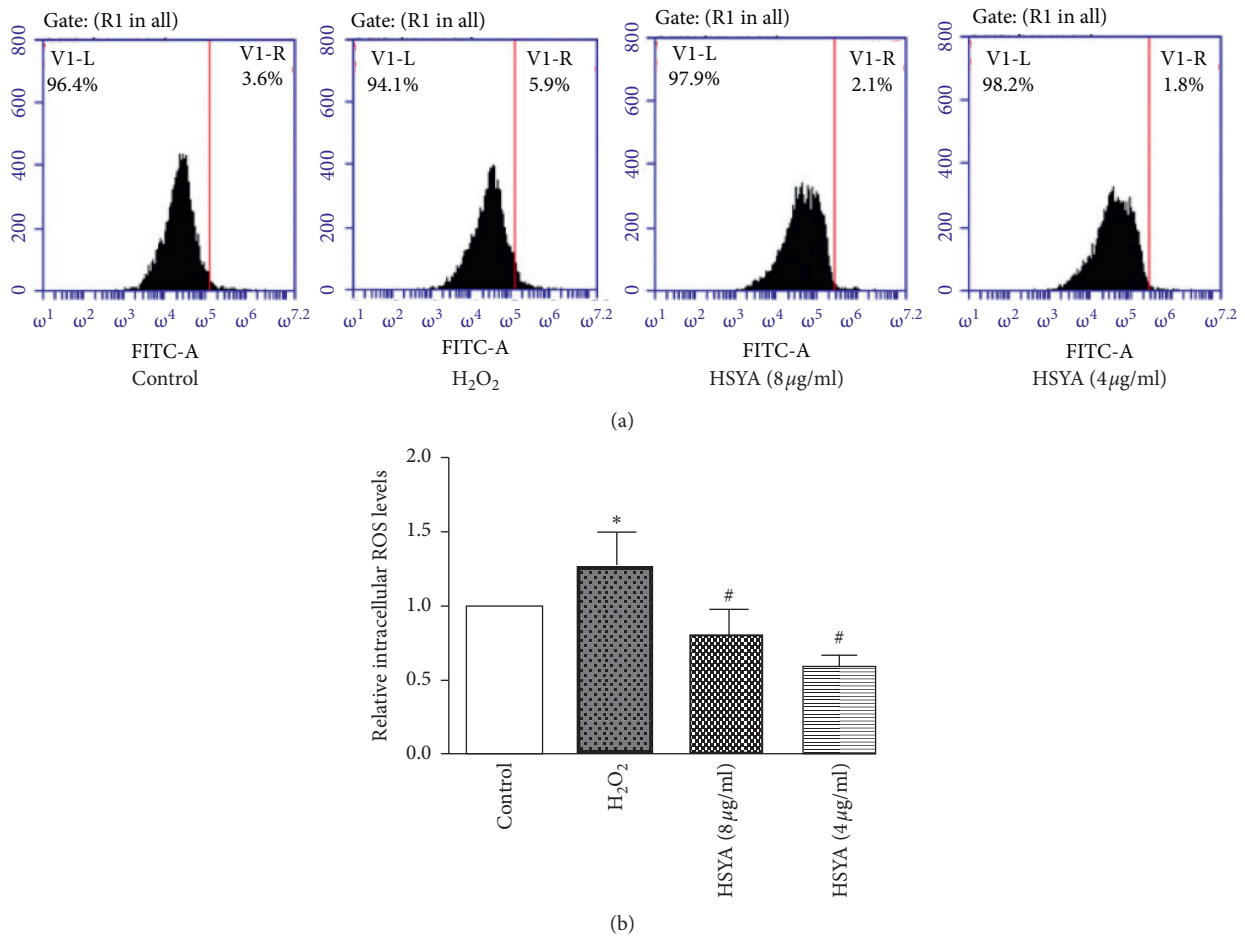 Gate: (R1 in all)
800
600
400
200
0
V1-L
96.4%
V1-R
3.6%
ω1 ω2 ω3 ω4 ω5 ω6 ω7.2
FITC-A
Control
Gate: (R1 in all)
800
600
400
200
0
V1-L
94.1%
V1-R
5.9%
ω1 ω2 ω3 ω4 ω5 ω6 ω7.2
FITC-A
H2O2
Gate: (R1 in all)
800
600
400
200
0
V1-L
97.9%
V1-R
2.1%
ω1 ω2 ω3 ω4 ω5 ω6 ω7.2
FITC-A
HSYA (8 μg/ml)
Gate: (R1 in all)
800
600
400
200
0
V1-L
98.2%
V1-R
1.8%
ω1 ω2 ω3 ω4 ω5 ω6 ω7.2
FITC-A
HSYA (4 μg/ml)
(a)
Relative intracellular ROS levels
2.0
1.5
1.0
0.5
0.0
*
#
#
Control
H2O2
HSYA (8 μg/ml)
HSYA (4 μg/ml)
(b)